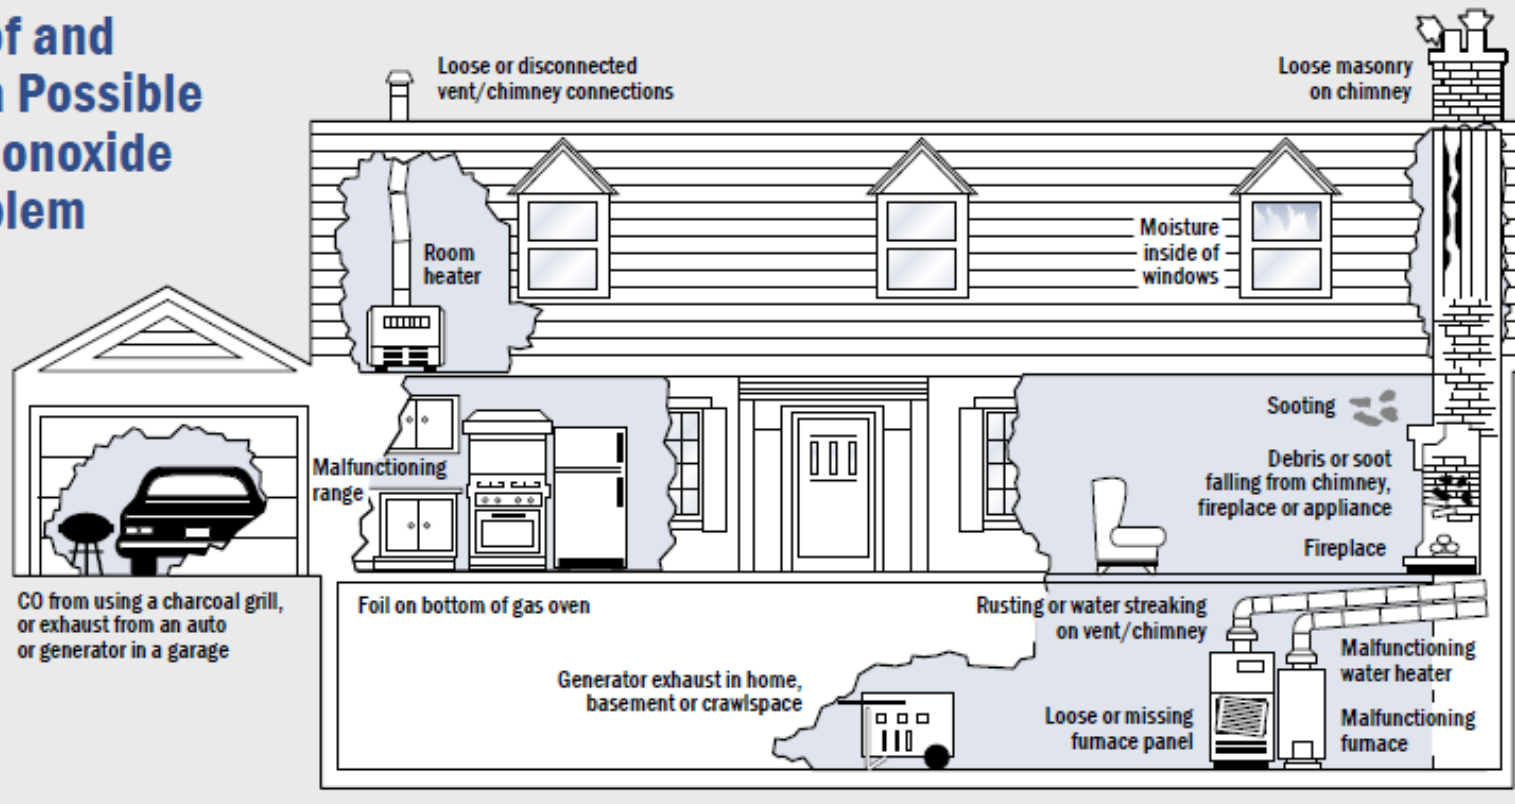 of and
Possible
onoxide
blem
Loose or disconnected
vent/chimney connections
Loose masonry
on chimney
Room
heater
Moisture
inside of
windows
Malfunctioning
range
Sooting
Debris or soot
falling from chimney,
fireplace or appliance
Fireplace
CO from using a charcoal grill,
or exhaust from an auto
or generator in a garage
Foil on bottom of gas oven
Rusting or water streaking
on vent/chimney
Generator exhaust in home,
basement or crawlspace
Malfunctioning
water heater
Loose or missing
furnace panel
Malfunctioning
furnace